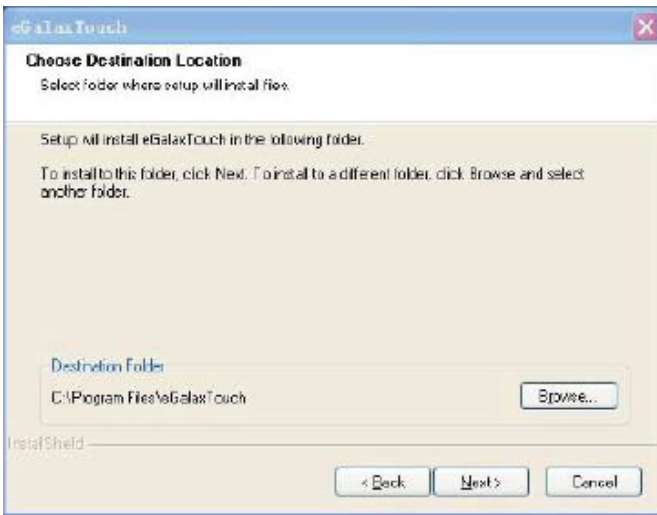 eGalaxTouch
Choose Destination Location
Select folder where setup will install files.
Setup will install eGalaxTouch in the following folder.
To install to this folder, click Next. To install to a different folder, click Browse and select
another folder.
Destination Folder
C:\Program Files\eGalaxTouch
Browse...
InstallShield
< Back
Next >
Cancel